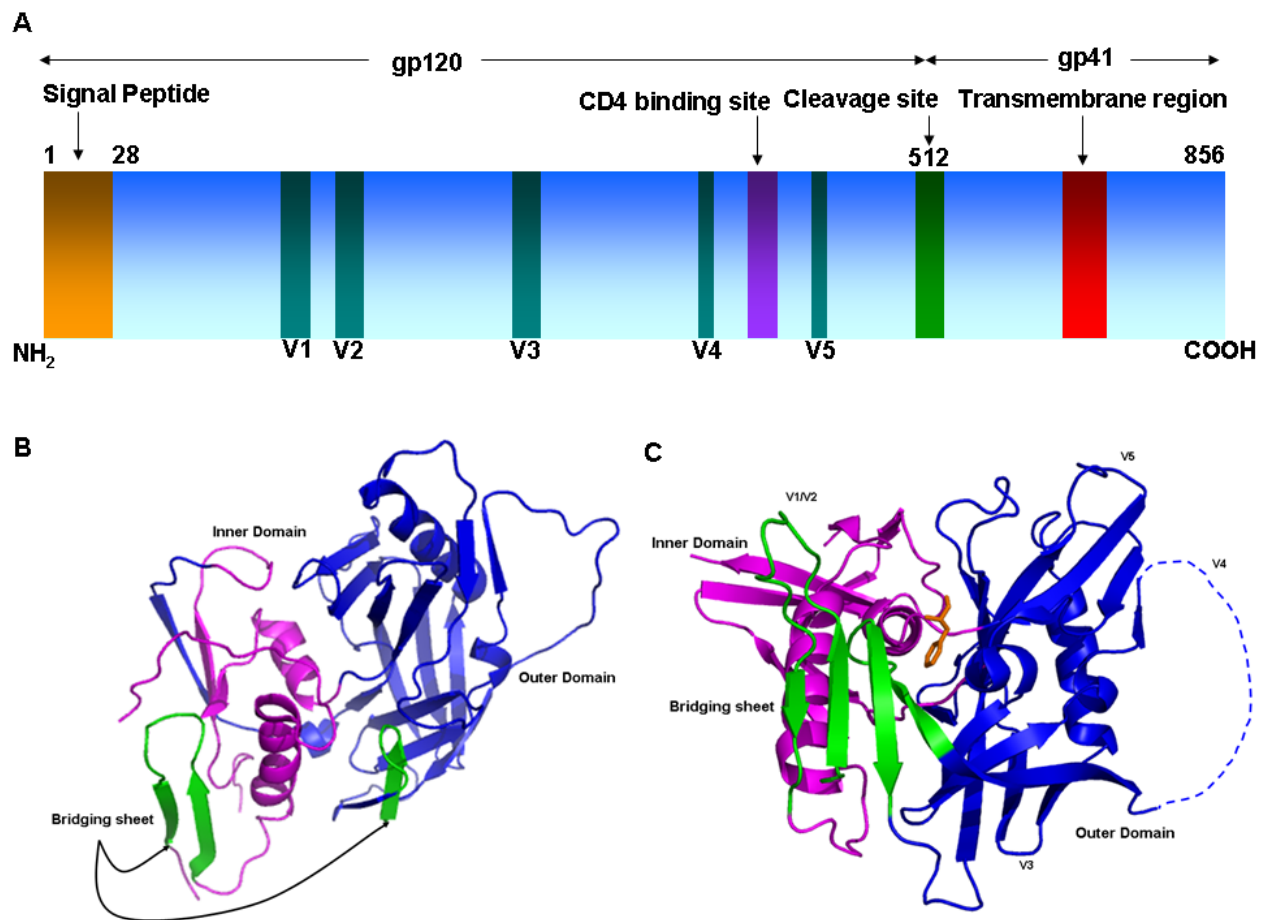 A
gp120 gp41
Signal Peptide CD4 binding site Cleavage site Transmembrane region
1 28 512 856
V1 V2 V3 V4 V5
NH2 COOH
B
Inner Domain
Outer Domain
Bridging sheet
C
V5
V1/V2
Inner Domain
V4
Bridging sheet
Outer Domain
V3